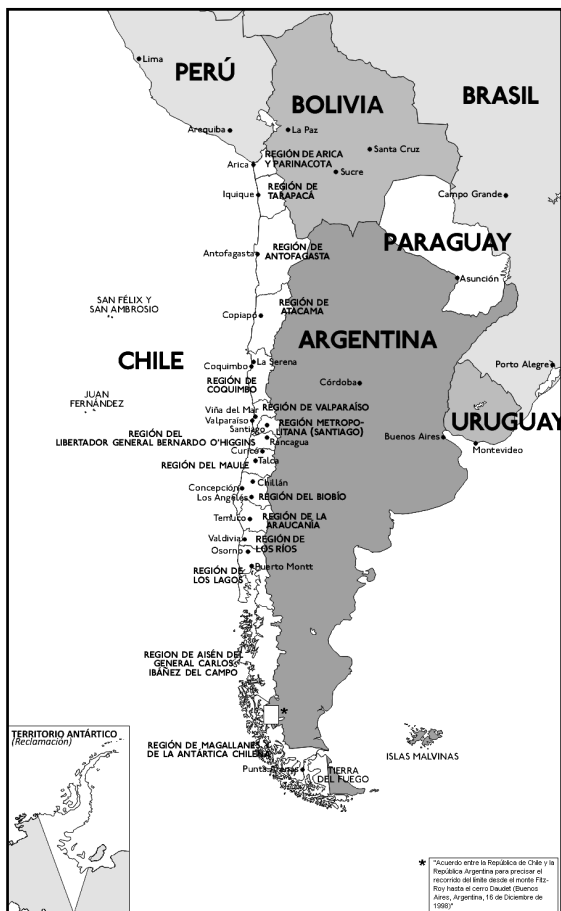 Lima
PERÚ
BOLIVIA
BRASIL
Arequiba
La Paz
Santa Cruz
Sucre
Arica
REGIÓN DE ARICA
Y PARINACOTA
Iquique
REGIÓN DE
TARAPACÁ
Campo Grande
PARAGUAY
Asunción
Antofagasta
REGIÓN DE
ANTOFAGASTA
SAN FÉLIX Y
SAN AMBROSIO
Copiapó
REGIÓN DE
ATACAMA
ARGENTINA
CHILE
La Serena
Coquimbo
REGIÓN DE
COQUIMBO
Córdoba
Porto Alegre
JUAN
FERNÁNDEZ
Viña del Mar
REGIÓN DE VALPARAÍSO
Valparaíso
Santiago
REGIÓN METROPO-
LITANA (SANTIAGO)
URUGUAY
REGIÓN DEL
LIBERTADOR GENERAL BERNARDO O'HIGGINS
Rancagua
Buenos Aires
Montevideo
Curicó
REGIÓN DEL MAULE
Talca
Chillán
Concepción
Los Angeles
REGIÓN DEL BIOBÍO
Temuco
REGIÓN DE LA
ARAUCANÍA
Valdivia
REGIÓN DE
LOS RÍOS
Osorno
Puerto Montt
REGIÓN DE
LOS LAGOS
REGION DE AISÉN DEL
GENERAL CARLOS
IBÁÑEZ DEL CAMPO
*
REGIÓN DE MAGALLANES Y
DE LA ANTÁRTICA CHILENA
Punta Arenas
TIERRA
DEL FUEGO
ISLAS MALVINAS
TERRITORIO ANTÁRTICO
(Reclamación)
* "Acuerdo entre la República de Chile y la
República Argentina para precisar el
recorrido del límite desde el monte Fitz-
Roy hasta el cerro Daudet (Buenos
Aires, Argentina, 16 de Diciembre de
1998)".